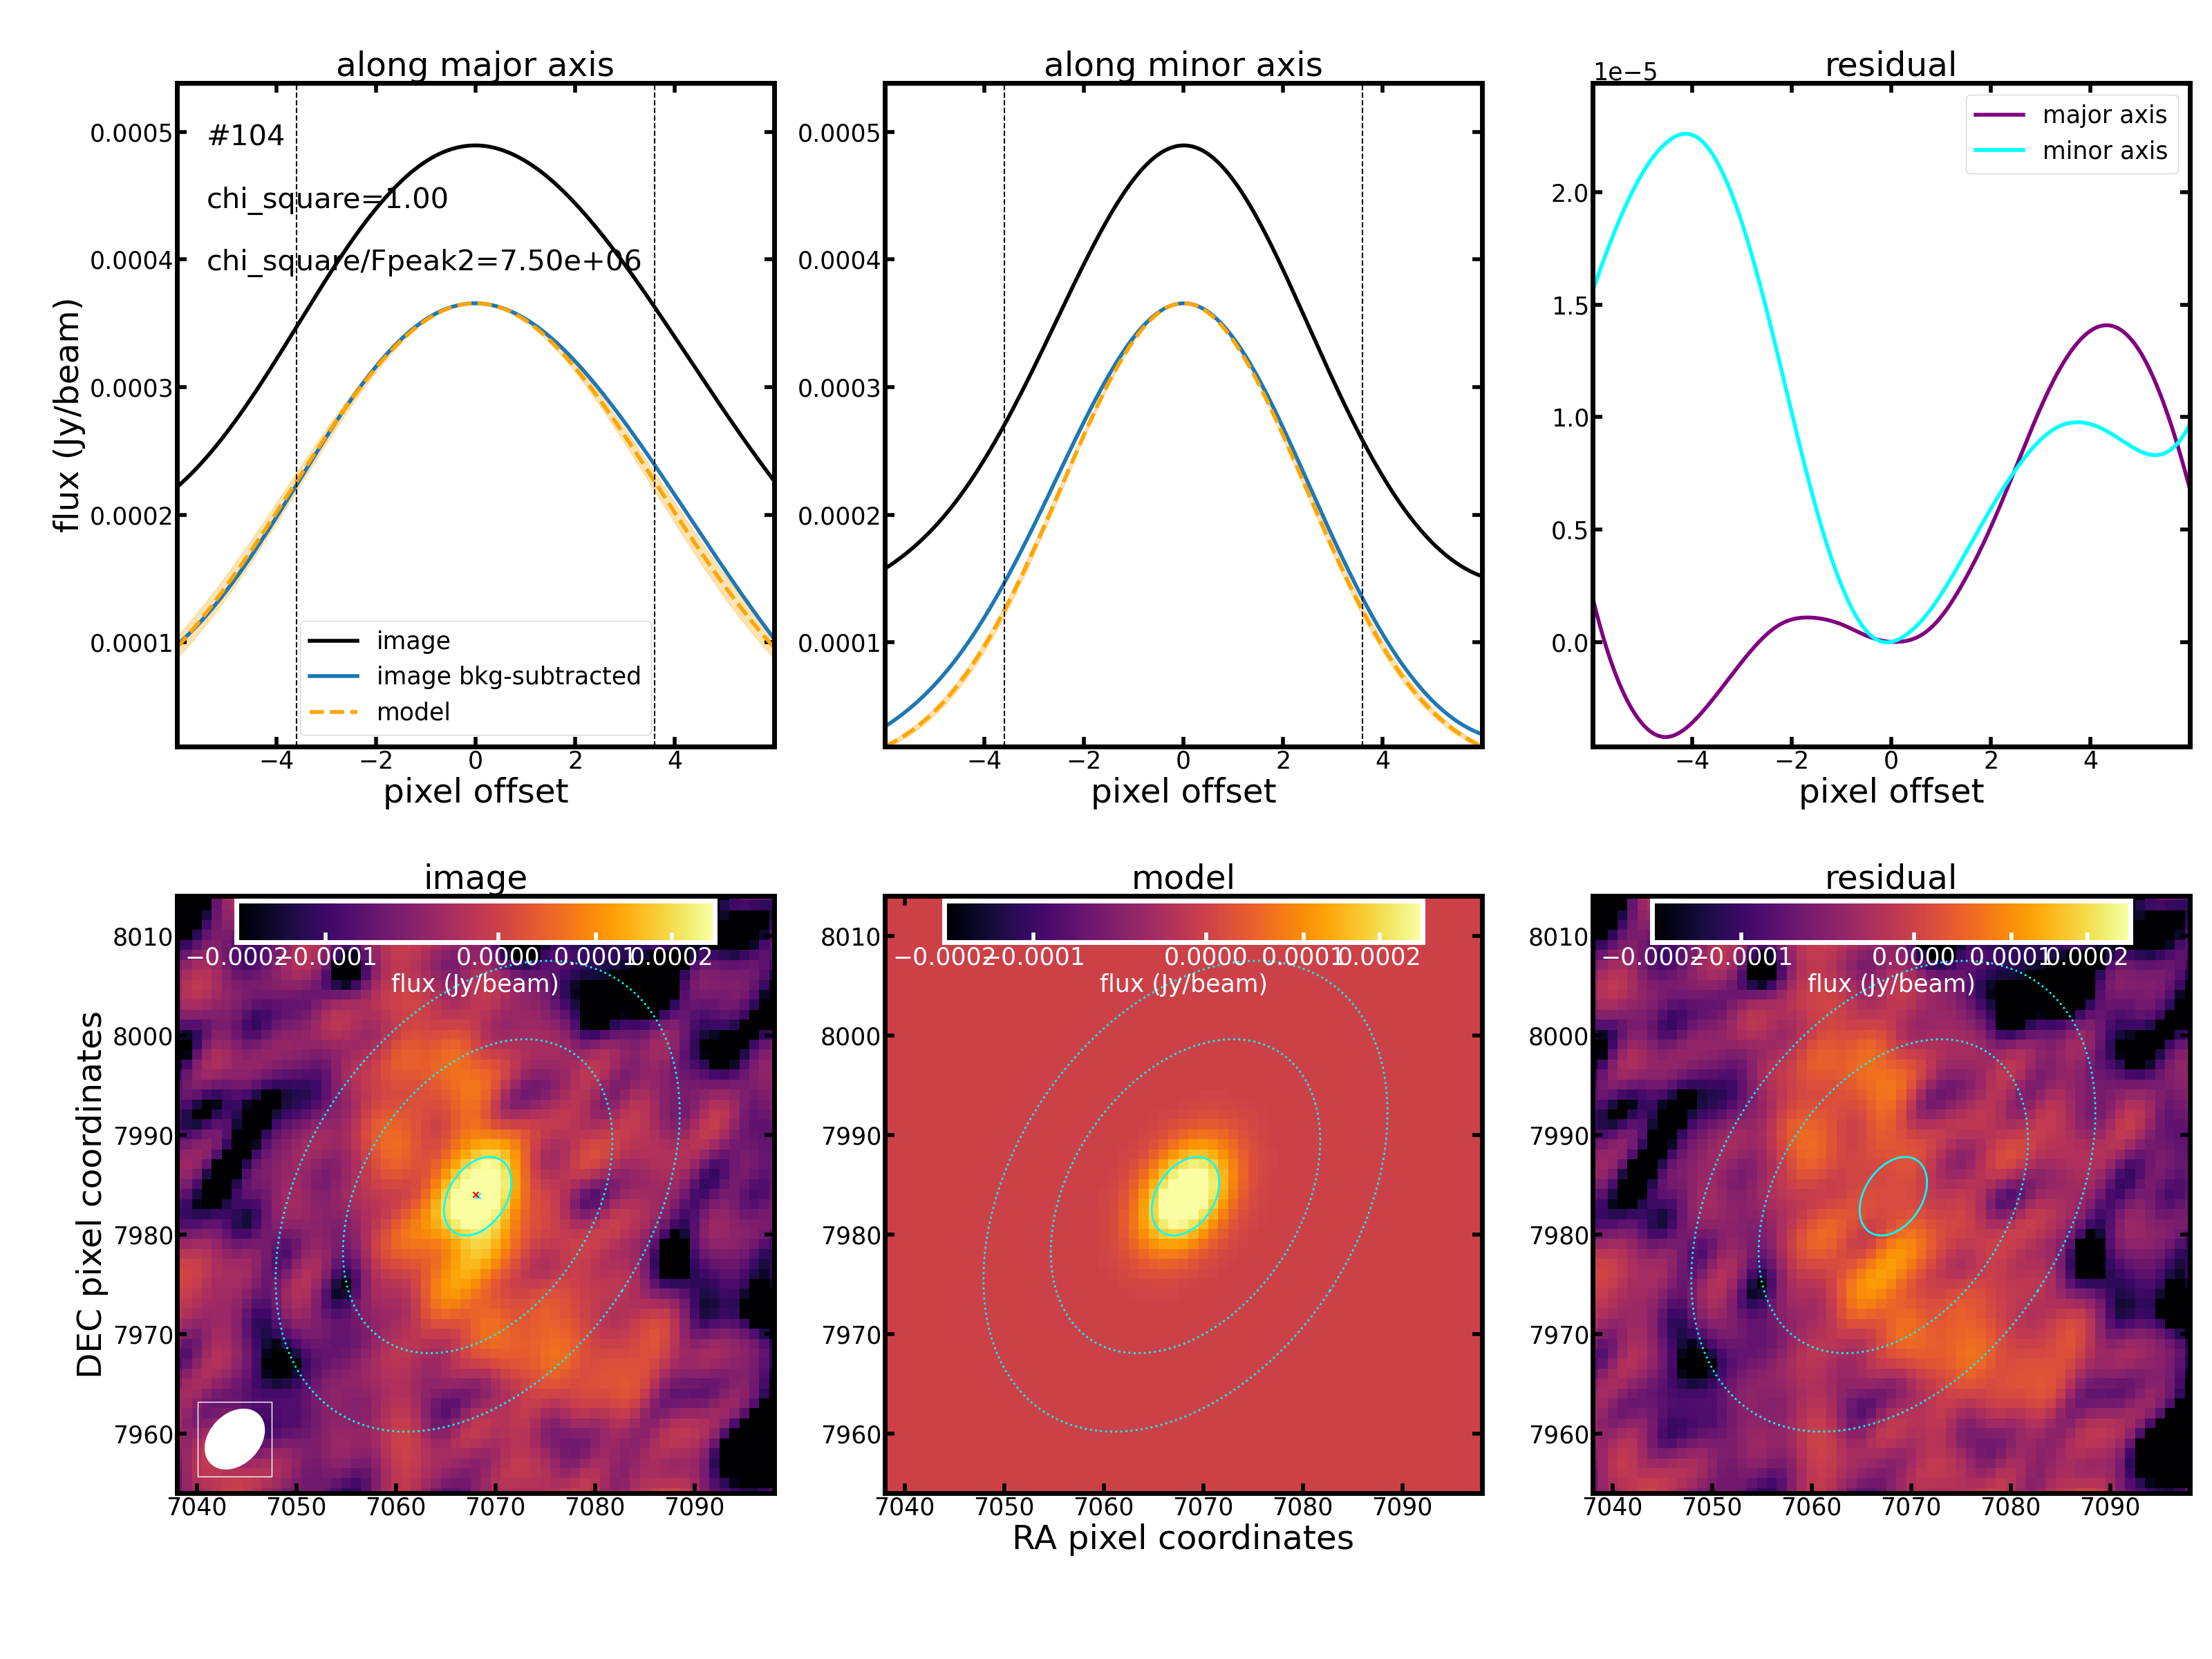 along major axis
along minor axis
residual
1e−5
#104
chi_square=1.00
chi_square/Fpeak2=7.50e+06
0.0005
0.0004
0.0003
0.0002
0.0001
flux (Jy/beam)
image
image bkg-subtracted
model
−4 −2 0 2 4
pixel offset
0.0005
0.0004
0.0003
0.0002
0.0001
−4 −2 0 2 4
pixel offset
major axis
minor axis
2.0
1.5
1.0
0.5
0.0
−4 −2 0 2 4
pixel offset
image
model
residual
−0.0002 −0.0001 0.0000 0.0001 0.0002
flux (Jy/beam)
8010
8000
7990
7980
7970
7960
DEC pixel coordinates
7040 7050 7060 7070 7080 7090
−0.0002 −0.0001 0.0000 0.0001 0.0002
flux (Jy/beam)
8010
8000
7990
7980
7970
7960
7040 7050 7060 7070 7080 7090
RA pixel coordinates
−0.0002 −0.0001 0.0000 0.0001 0.0002
flux (Jy/beam)
8010
8000
7990
7980
7970
7960
7040 7050 7060 7070 7080 7090